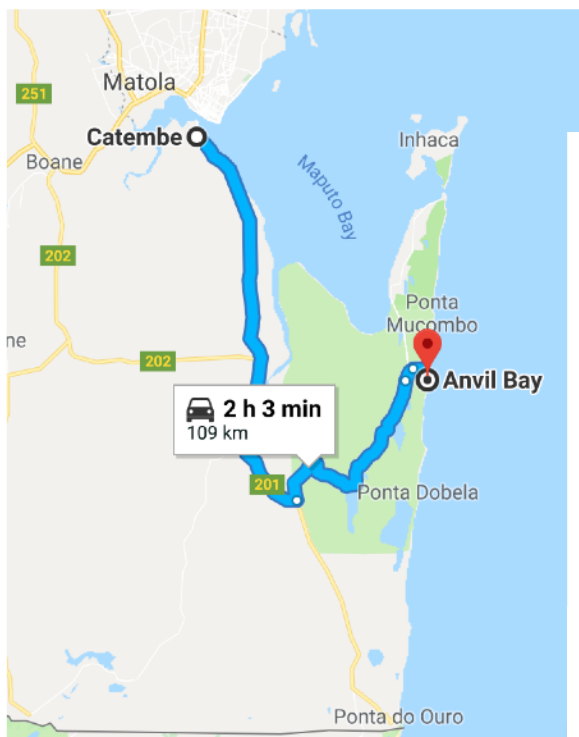 251
Matola
Catembe
Inhaca
Boane
Maputo Bay
202
Ponta
Mucombo
ne
202
Anvil Bay
2 h 3 min
109 km
201
Ponta Dobela
Ponta do Ouro